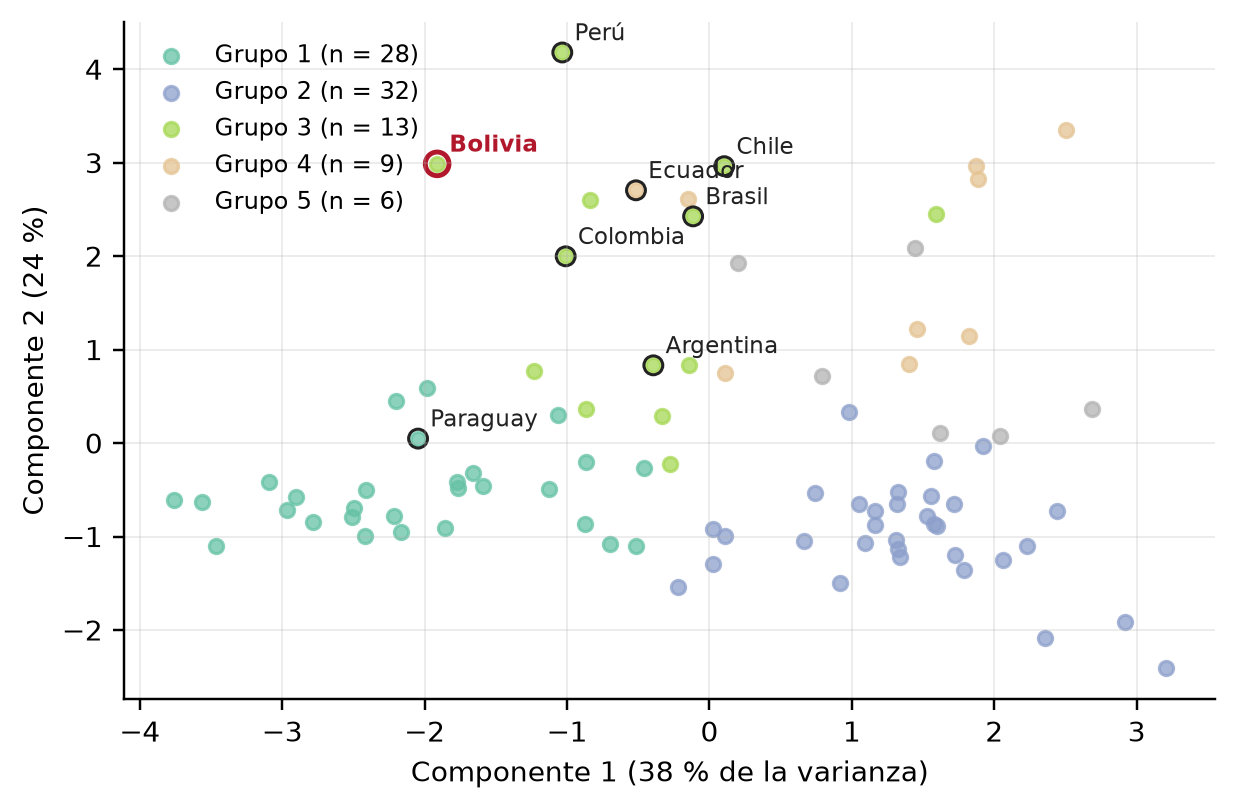 Perú
Grupo 1 (n = 28)
Grupo 2 (n = 32)
Grupo 3 (n = 13)
Grupo 4 (n = 9)
Grupo 5 (n = 6)
Bolivia
Chile
Ecuador
Brasil
Colombia
Argentina
Paraguay
4
3
2
1
0
−1
−2
Componente 2 (24 %)
−4
−3
−2
−1
0
1
2
3
Componente 1 (38 % de la varianza)